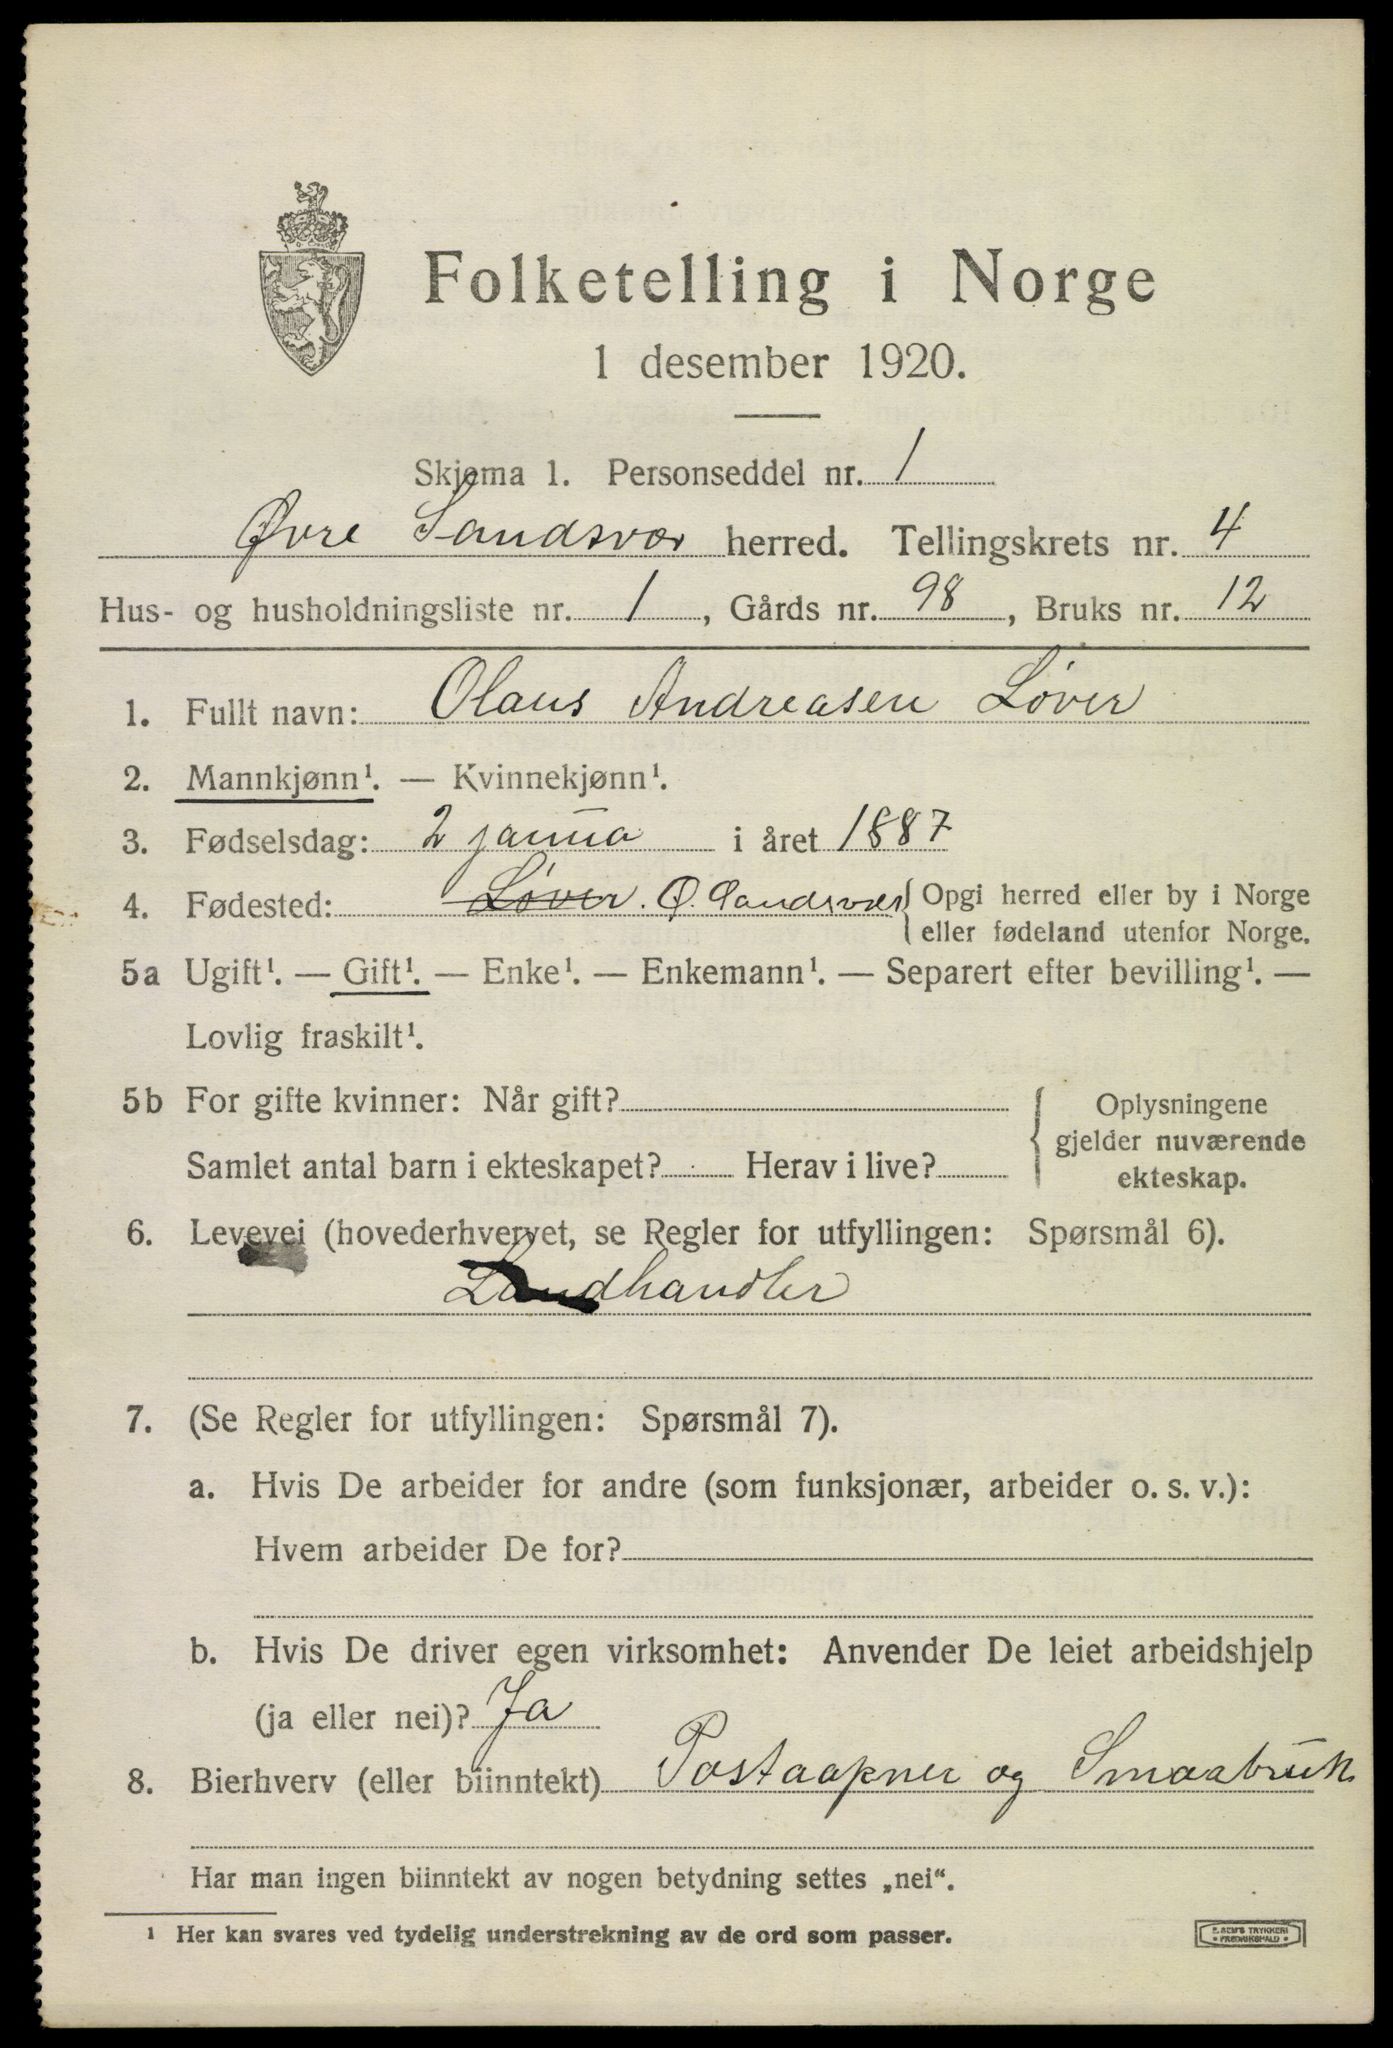 Folketelling i Norge
1 desember 1920.
Skjema 1. Personseddel nr. 1
Øvre Sandsvær herred. Tellingskrets nr. 4
Hus- og husholdningsliste nr. 1, Gårds nr. 98, Bruks nr. 12
1. Fullt navn: Olaus Andreasen Løver
2. Mannkjønn¹. — Kvinnekjønn¹.
3. Fødselsdag: 2 janua i året 1887
4. Fødested: Løver. Ø. Sandsvær { Opgi herred eller by i Norge
eller fødeland utenfor Norge.
5a Ugift¹. — Gift¹. — Enke¹. — Enkemann¹. — Separert efter bevilling¹. —
Lovlig fraskilt¹.
5b For gifte kvinner: Når gift?
Samlet antal barn i ekteskapet? Herav i live?
Oplysningene
gjelder nuværende
ekteskap.
6. Levevei (hovederhvervet, se Regler for utfyllingen: Spørsmål 6).
Landhandler
7. (Se Regler for utfyllingen: Spørsmål 7).
a. Hvis De arbeider for andre (som funksjonær, arbeider o. s. v.):
Hvem arbeider De for?
b. Hvis De driver egen virksomhet: Anvender De leiet arbeidshjelp
(ja eller nei)? Ja
8. Bierhverv (eller biinntekt) Postaapner og Smaabruk
Har man ingen biinntekt av nogen betydning settes „nei“.
¹ Her kan svares ved tydelig understrekning av de ord som passer.
E. SEM'S TRYKKERI
FREDRIKSHALD